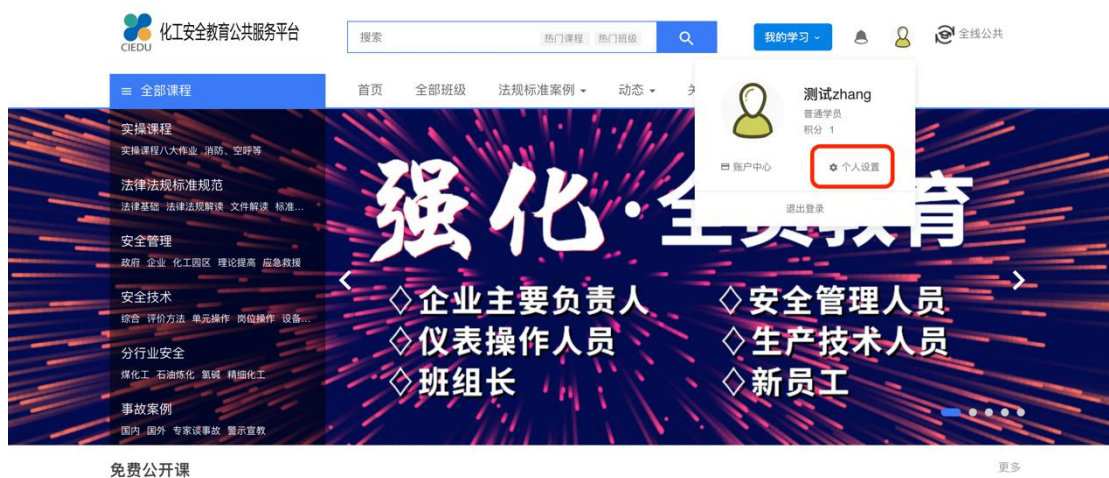 CIEDU
化工安全教育公共服务平台
搜索 热门课程 热门班级
我的学习
全线公共
全部课程
首页 全部班级 法规标准案例 动态
测试zhang
普通学员
积分 1
账户中心 个人设置
退出登录
实操课程
实操课程八大作业 消防、空呼等
法律法规标准规范
法律基础 法律法规解读 文件解读 标准...
安全管理
政府 企业 化工园区 理论提高 应急救援
安全技术
综合 评价方法 单元操作 岗位操作 设备...
分行业安全
煤化工 石油炼化 氯碱 精细化工
事故案例
国内 国外 专家谈事故 警示宣教
强化·全员教育
◇企业主要负责人 ◇安全管理人员
◇仪表操作人员 ◇生产技术人员
◇班组长 ◇新员工
免费公开课 更多